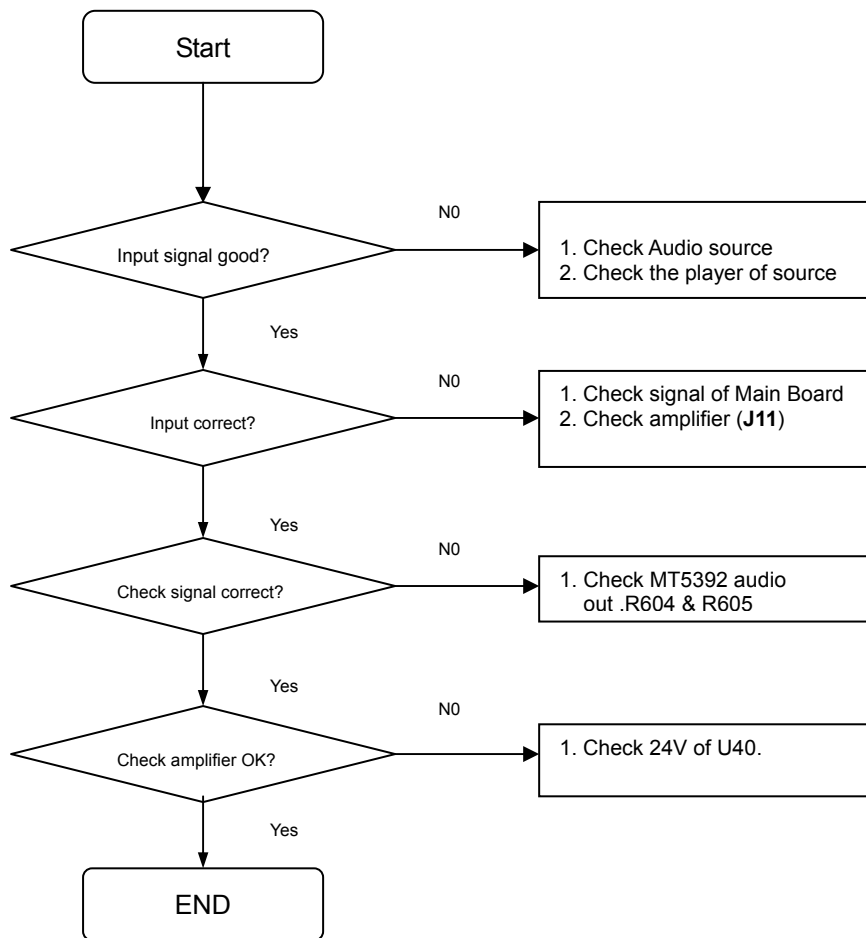 Start
Input signal good?
N0
1. Check Audio source
2. Check the player of source
Yes
Input correct?
N0
1. Check signal of Main Board
2. Check amplifier (J11)
Yes
Check signal correct?
N0
1. Check MT5392 audio
out .R604 & R605
Yes
Check amplifier OK?
N0
1. Check 24V of U40.
Yes
END